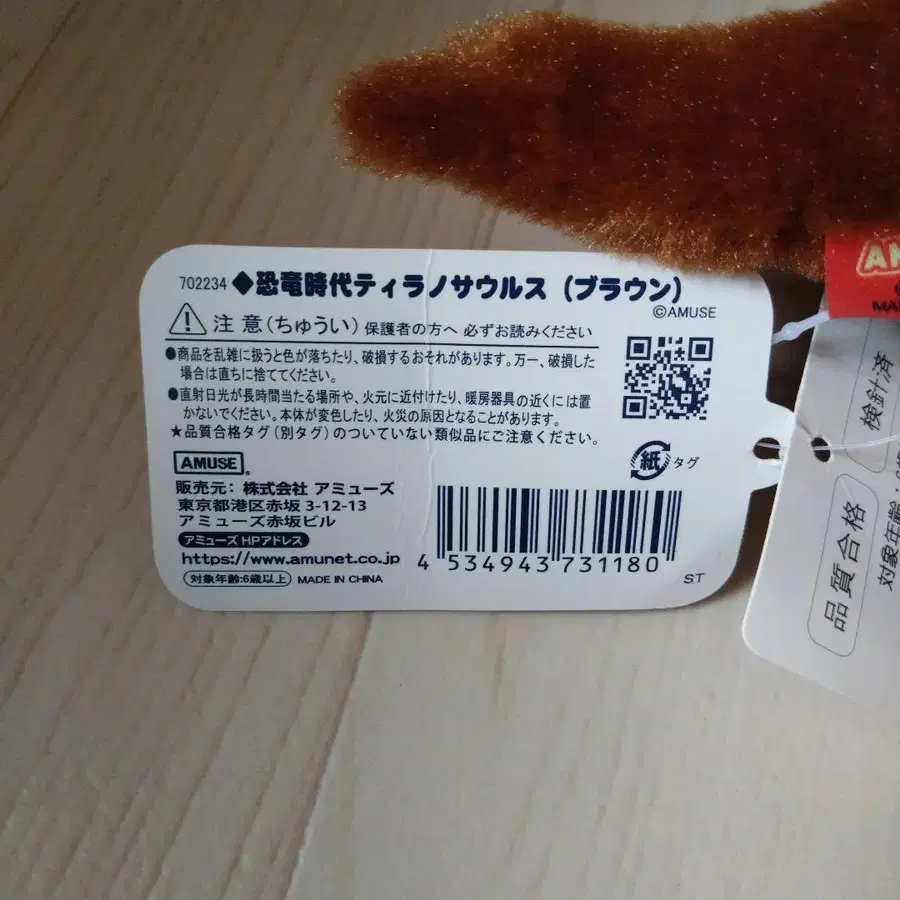 702234 ◆恐竜時代ティラノサウルス (ブラウン)
©AMUSE
注 意 (ちゅうい) 保護者の方へ 必ずお読みください
●商品を乱雑に扱うと色が落ちたり、破損するおそれがあります。万一、破損した
場合は直ちに捨ててください。
●直射日光が長時間当たる場所や、火元に近付けたり、暖房器具の近くには置
かないでください。本体が変色したり、火災の原因となることがあります。
★品質合格タグ(別タグ)のついていない類似品にご注意ください。
紙 タグ
AMUSE®
販売元: 株式会社 アミューズ
東京都港区赤坂 3-12-13
アミューズ赤坂ビル
アミューズ HPアドレス
https://www.amunet.co.jp
対象年齢:6歳以上 MADE IN CHINA
4 534943 731180
ST
検針済
品質合格
対象年齢: